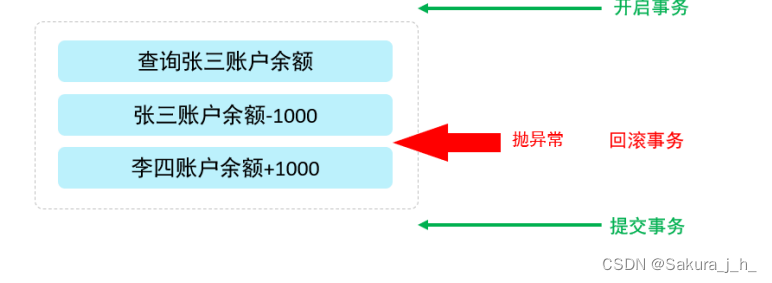 开启事务
查询张三账户余额
张三账户余额-1000
抛异常 回滚事务
李四账户余额+1000
提交事务
CSDN @Sakura_j_h_